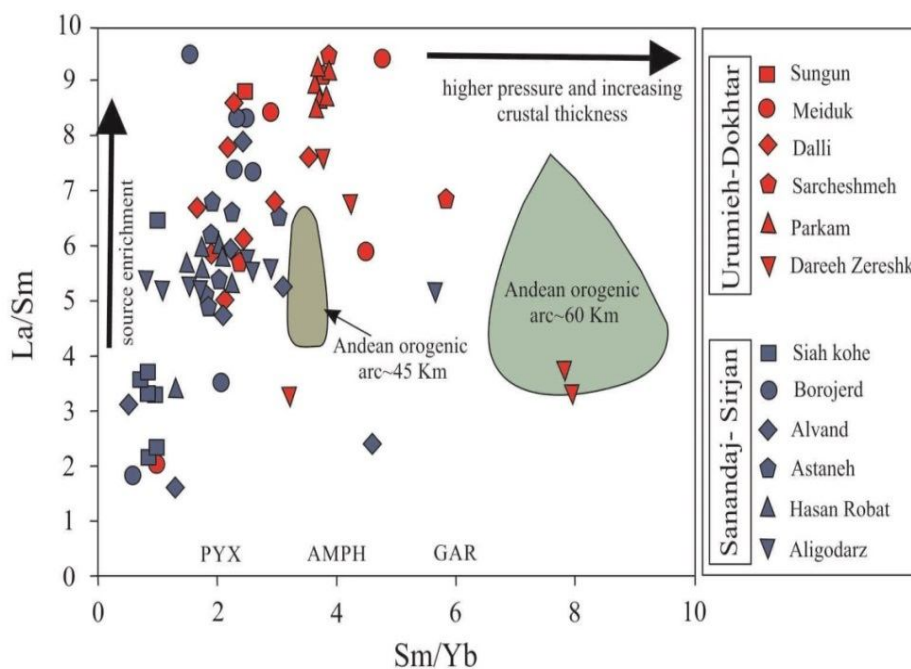 10
9
8
7
6
5
4
3
2
1
0
La/Sm
source enrichment
higher pressure and increasing
crustal thickness
Andean orogenic
arc~45 Km
Andean orogenic
arc~60 Km
PYX AMPH GAR
0 2 4 6 8 10
Sm/Yb
Urumieh-Dokhtar
Sungun
Meiduk
Dalli
Sarcheshmeh
Parkam
Dareeh Zereshk
Sanandaj- Sirjan
Siah kohe
Borojerd
Alvand
Astaneh
Hasan Robat
Aligodarz